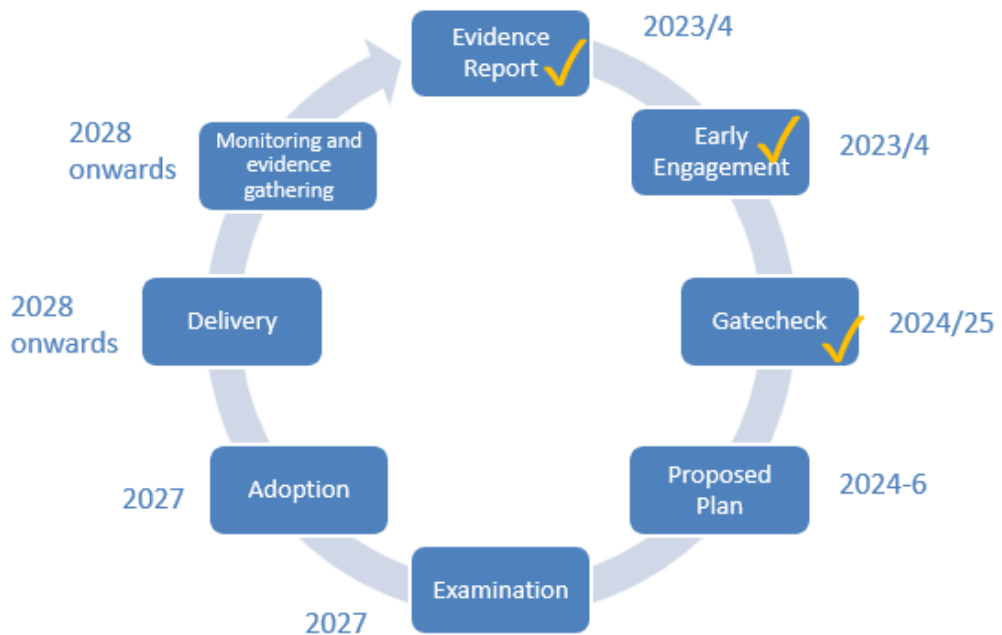 Evidence
Report
2023/4
Early
Engagement
2023/4
Gatecheck
2024/25
Proposed
Plan
2024-6
Examination
2027
Adoption
2027
Delivery
2028
onwards
Monitoring and
evidence
gathering
2028
onwards